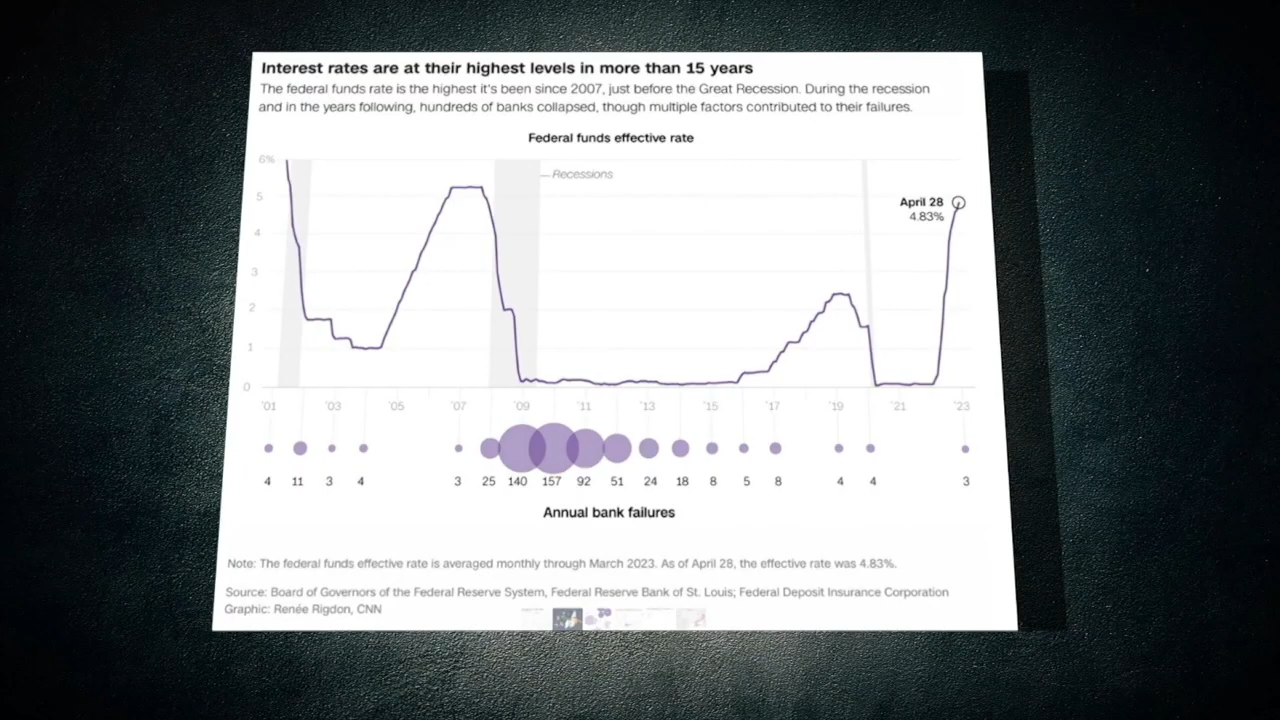 Interest rates are at their highest levels in more than 15 years
The federal funds rate is the highest it's been since 2007, just before the Great Recession. During the recession
and in the years following, hundreds of banks collapsed, though multiple factors contributed to their failures.
Federal funds effective rate
6%
— Recessions
5
April 28
4.83%
4
3
2
1
0
'01 '03 '05 '07 '09 '11 '13 '15 '17 '19 '21 '23
4 11 3 4 3 25 140 157 92 51 24 18 8 5 8 4 4 3
Annual bank failures
Note: The federal funds effective rate is averaged monthly through March 2023. As of April 28, the effective rate was 4.83%.
Source: Board of Governors of the Federal Reserve System, Federal Reserve Bank of St. Louis; Federal Deposit Insurance Corporation
Graphic: Renée Rigdon, CNN